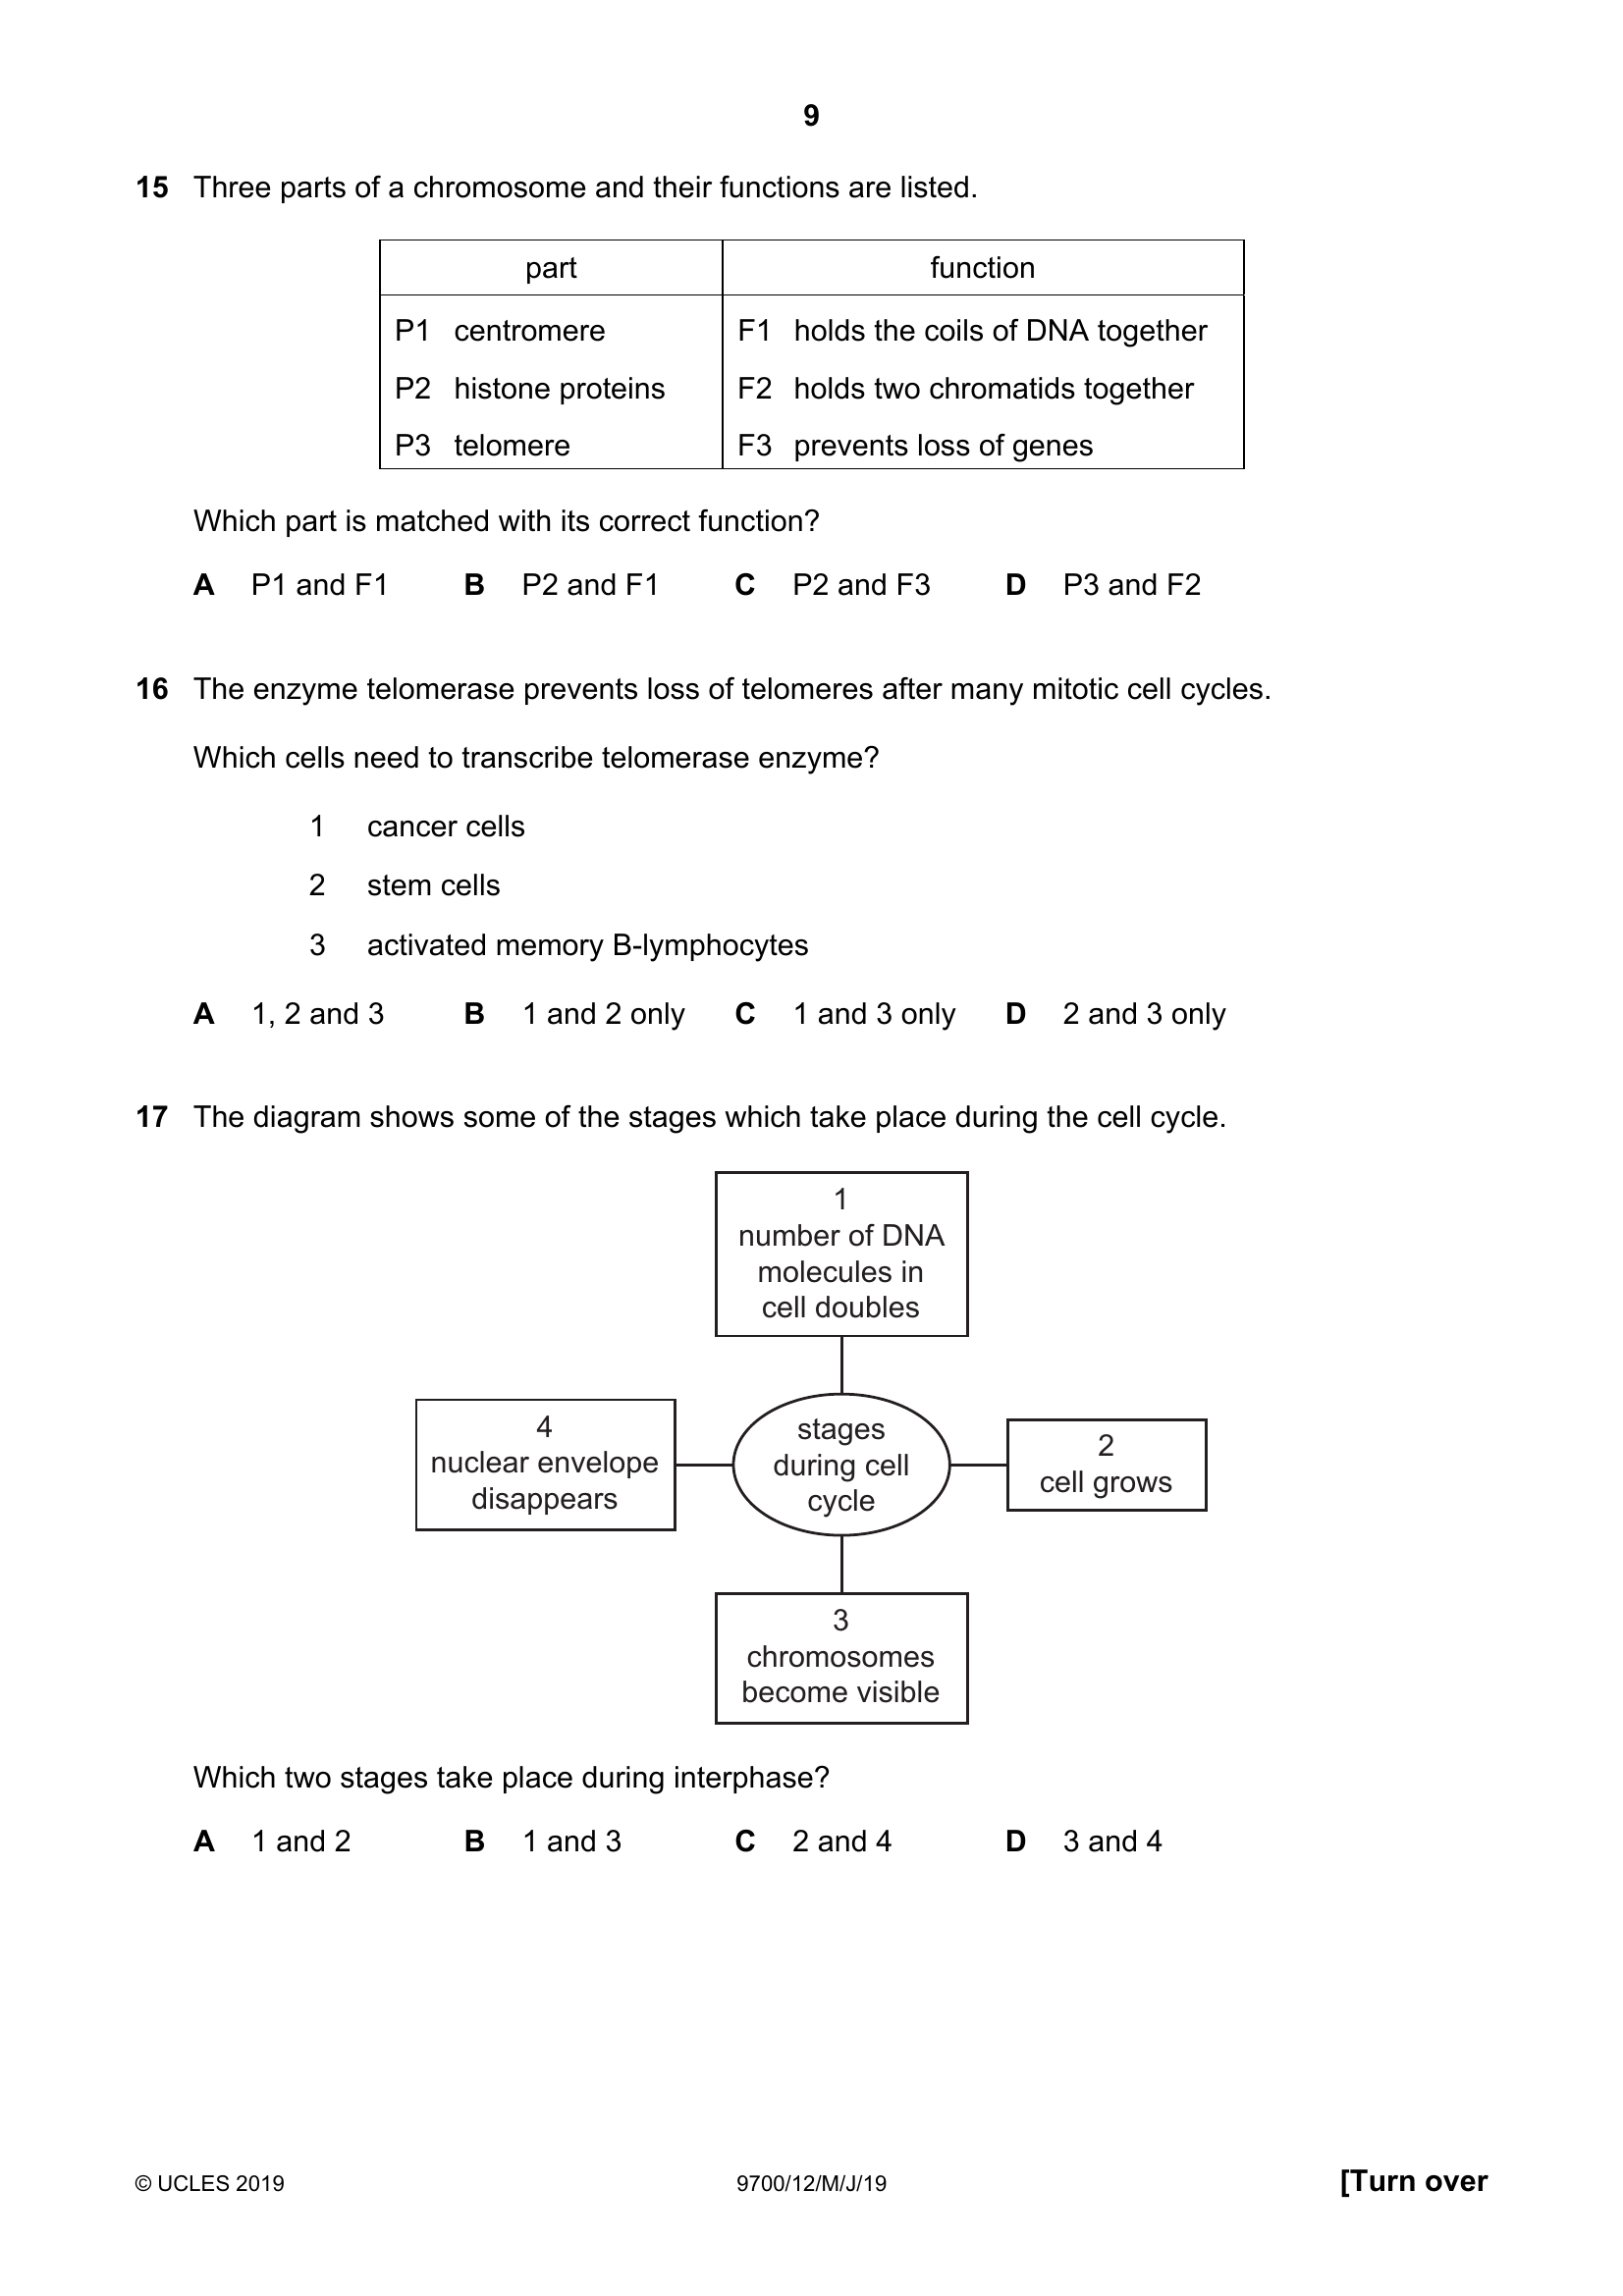 9
15 Three parts of a chromosome and their functions are listed.
part function
P1 centromere F1 holds the coils of DNA together
P2 histone proteins F2 holds two chromatids together
P3 telomere F3 prevents loss of genes
Which part is matched with its correct function?
A P1 and F1 B P2 and F1 C P2 and F3 D P3 and F2
16 The enzyme telomerase prevents loss of telomeres after many mitotic cell cycles.
Which cells need to transcribe telomerase enzyme?
1 cancer cells
2 stem cells
3 activated memory B-lymphocytes
A 1, 2 and 3 B 1 and 2 only C 1 and 3 only D 2 and 3 only
17 The diagram shows some of the stages which take place during the cell cycle.
1
number of DNA
molecules in
cell doubles
4
nuclear envelope
disappears
stages
during cell
cycle
2
cell grows
3
chromosomes
become visible
Which two stages take place during interphase?
A 1 and 2 B 1 and 3 C 2 and 4 D 3 and 4
© UCLES 2019 9700/12/M/J/19 [Turn over